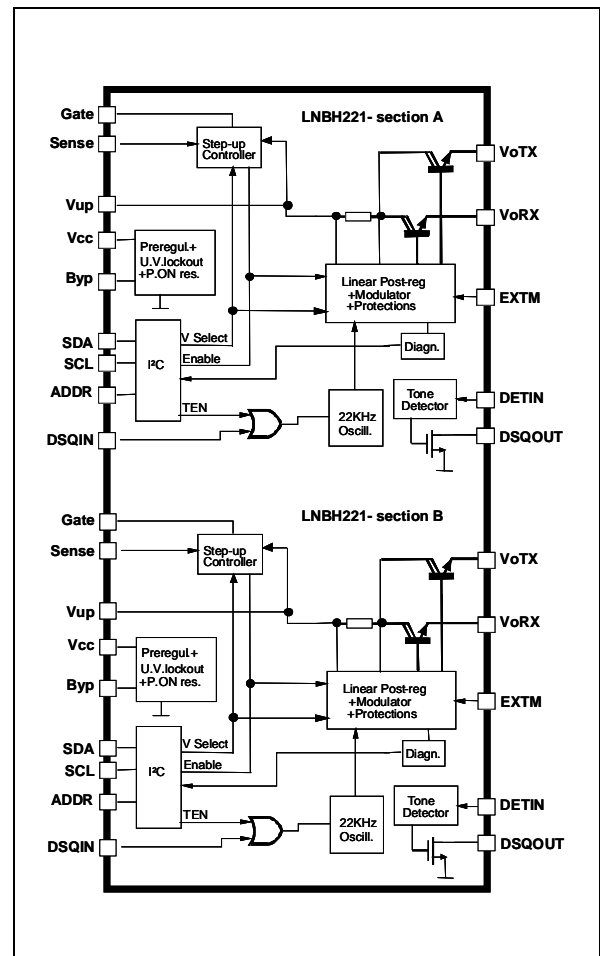 LNBH221- section A
Gate
Sense
Step-up
Controller
VoTX
Vup
VoRX
Vcc
Preregul.+
U.V.lockout
+P.ON res.
Byp
Linear Post-reg
+Modulator
+Protections
EXTM
SDA
V Select
Diagn.
SCL
I²C
Enable
ADDR
TEN
22KHz
Oscill.
Tone
Detector
DETIN
DSQIN
DSQOUT
LNBH221- section B
Gate
Sense
Step-up
Controller
VoTX
Vup
VoRX
Vcc
Preregul.+
U.V.lockout
+P.ON res.
Byp
Linear Post-reg
+Modulator
+Protections
EXTM
SDA
V Select
Diagn.
SCL
I²C
Enable
ADDR
TEN
22KHz
Oscill.
Tone
Detector
DETIN
DSQIN
DSQOUT